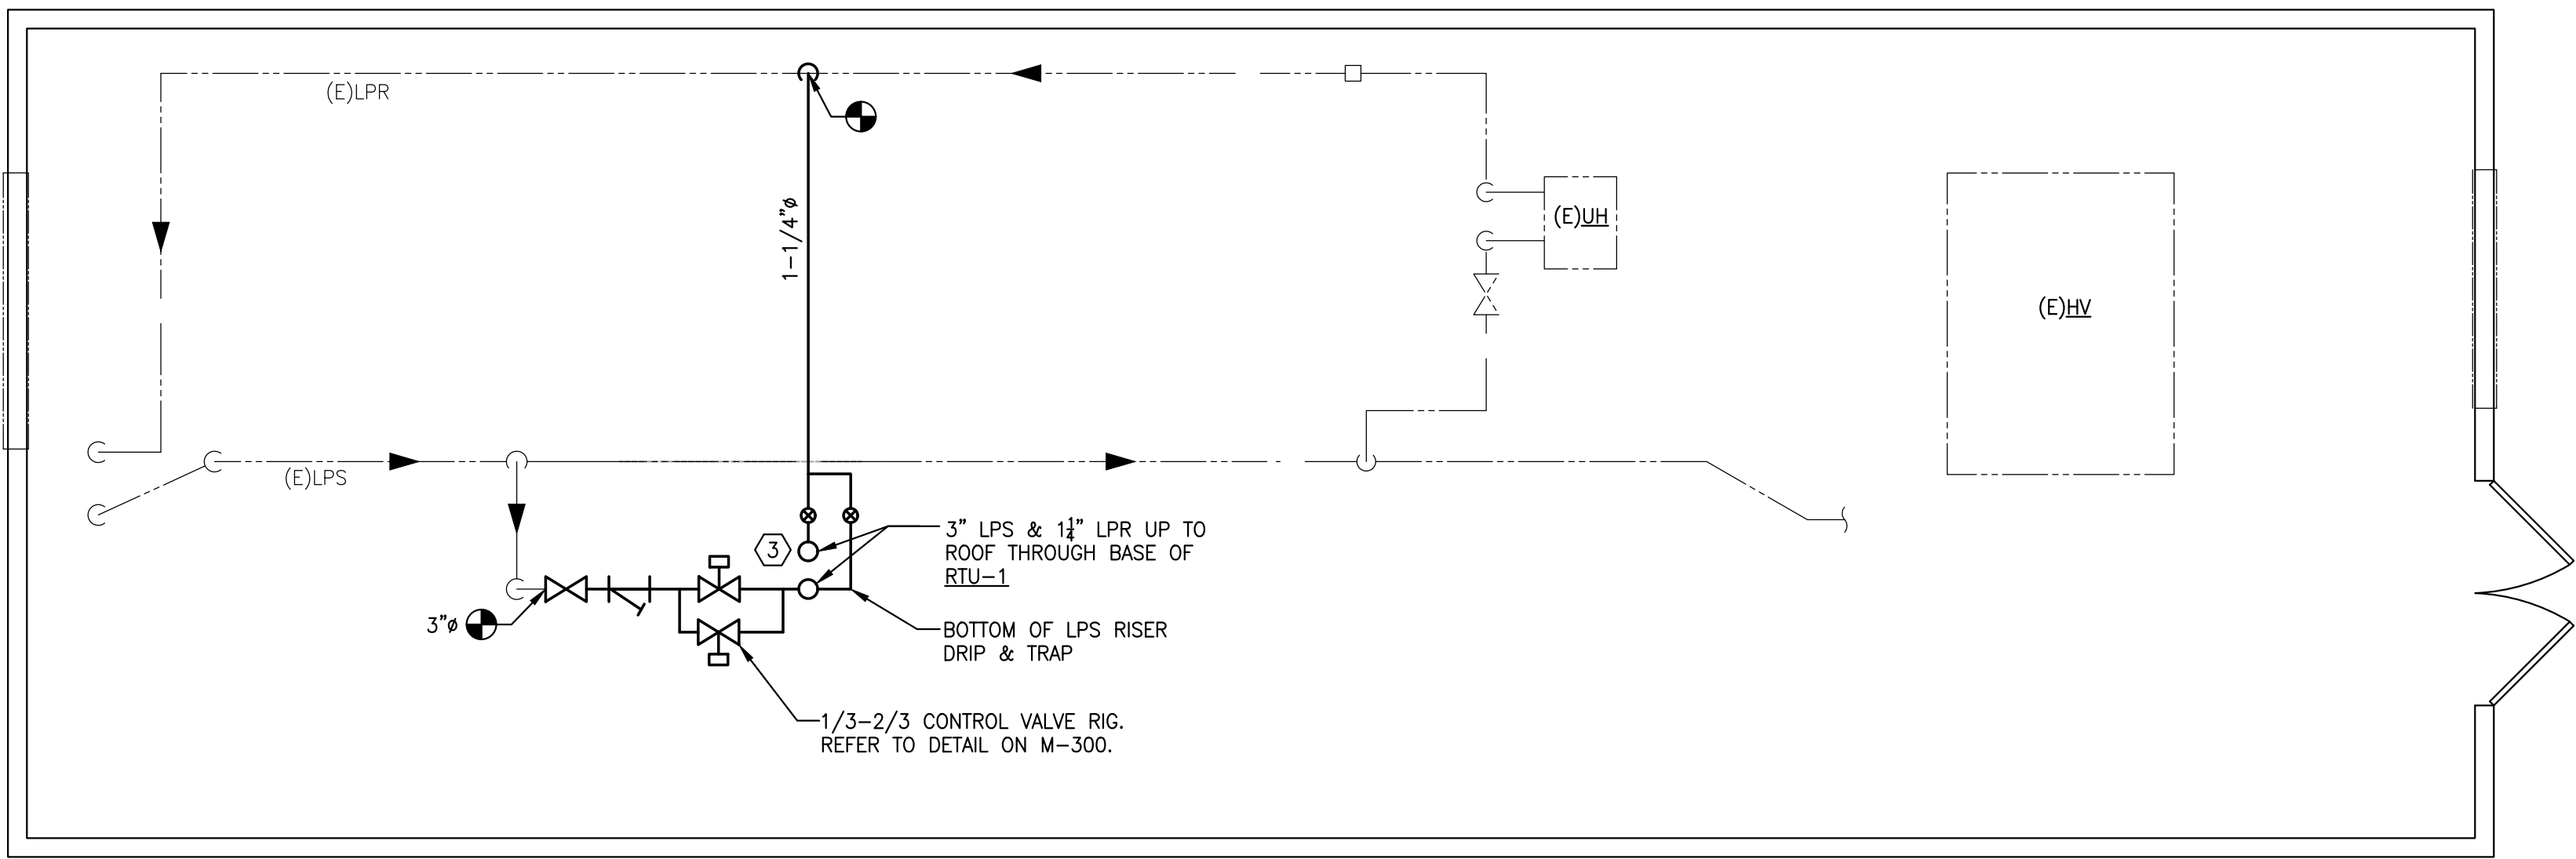 (E)LPR
1-1/4"ø
(E)UH
(E)HV
(E)LPS
3
3" LPS & 1¼" LPR UP TO
ROOF THROUGH BASE OF
RTU-1
3"ø
BOTTOM OF LPS RISER
DRIP & TRAP
1/3-2/3 CONTROL VALVE RIG.
REFER TO DETAIL ON M-300.